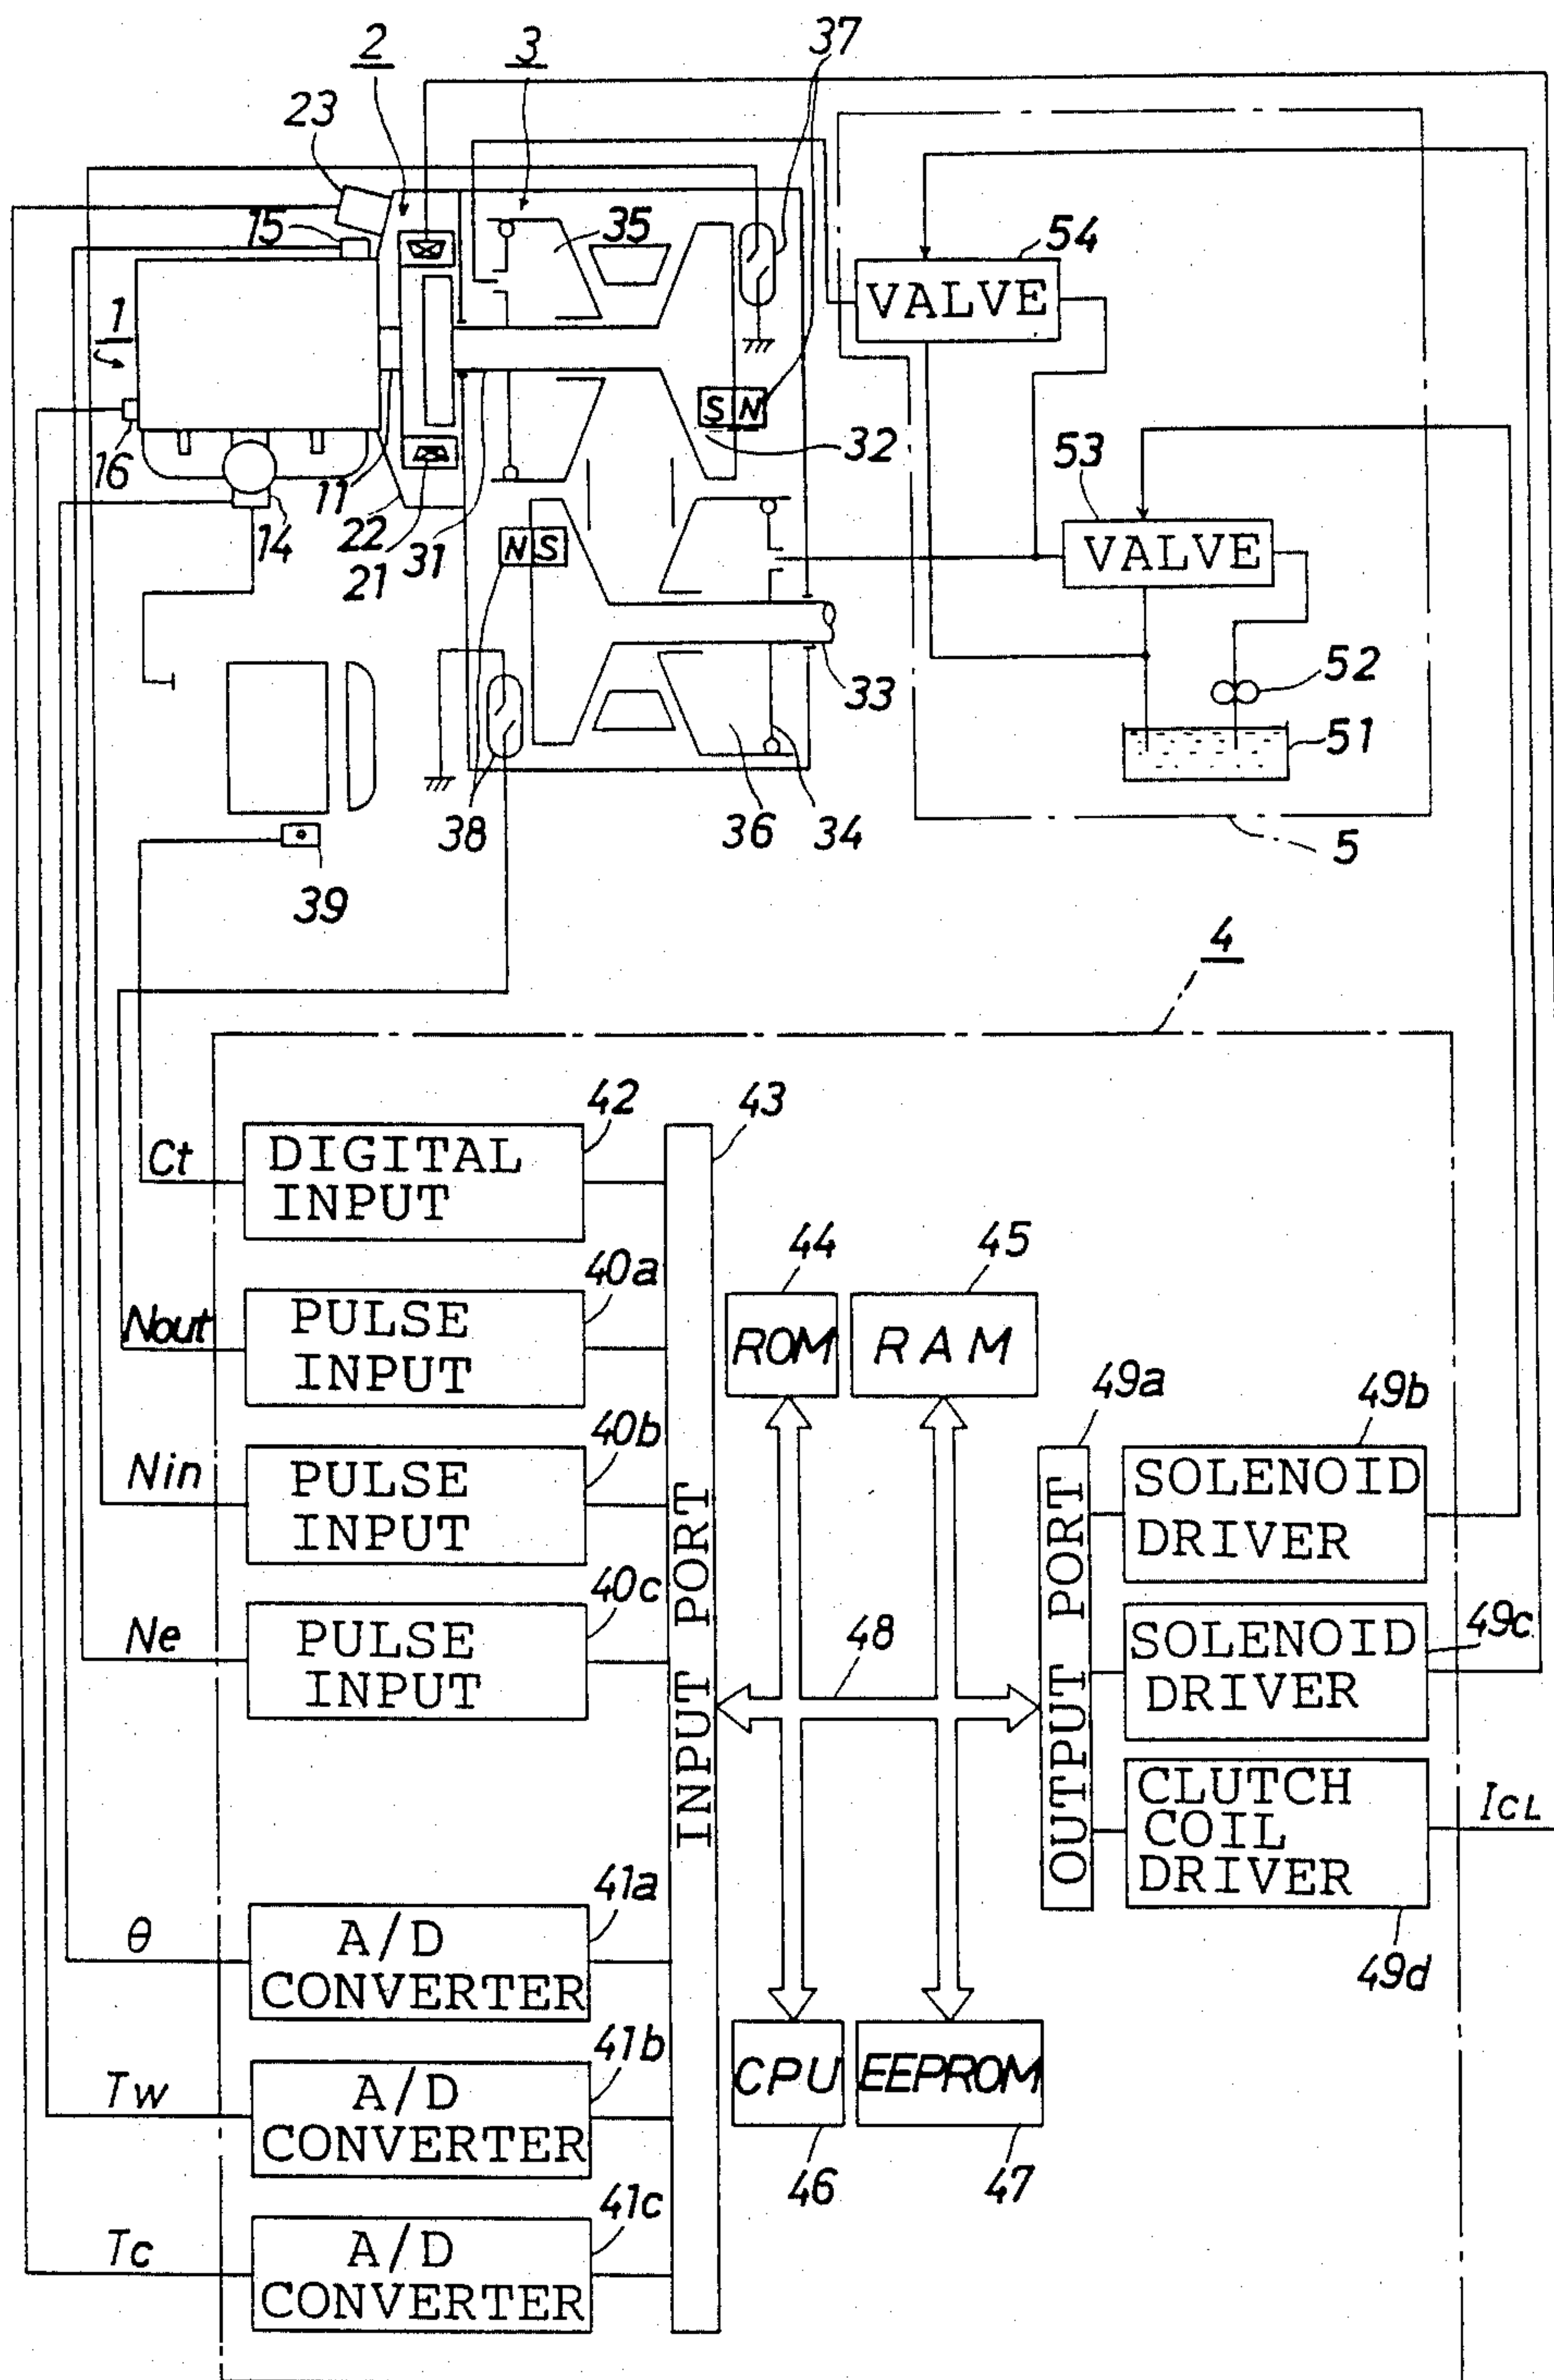 2
3
37
23
15
35
54
VALVE
1
S N
32
53
16
14
11
22
21
31
N S
VALVE
33
52
51
38
36
34
5
39
4
42
43
Ct
DIGITAL
INPUT
44
45
40a
Nout
PULSE
INPUT
ROM
RAM
49a
49b
40b
Nin
PULSE
INPUT
SOLENOID
DRIVER
40c
Ne
PULSE
INPUT
INPUT PORT
48
OUTPUT PORT
SOLENOID
DRIVER
49c
CLUTCH
COIL
DRIVER
ICL
41a
θ
A/D
CONVERTER
49d
41b
Tw
A/D
CONVERTER
CPU
EEPROM
46
47
41c
Tc
A/D
CONVERTER